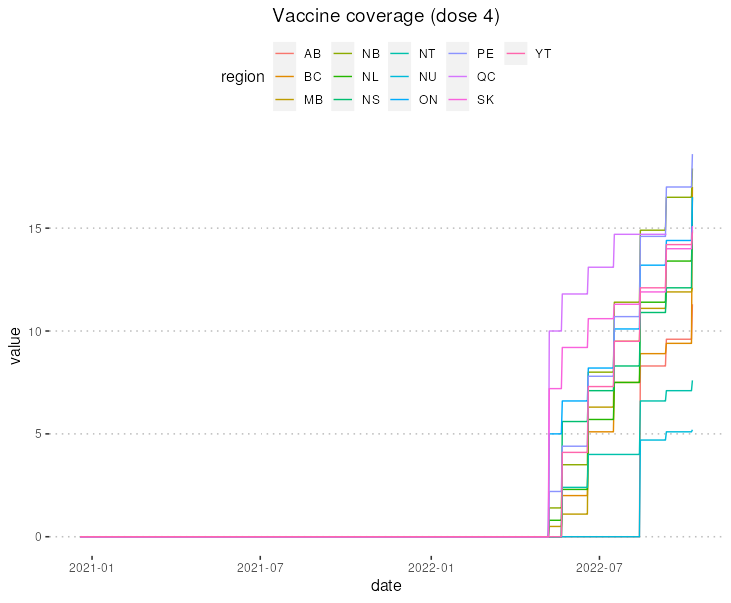 Vaccine coverage (dose 4)
region
AB NB NT PE YT
BC NL NU QC
MB NS ON SK
value
15
10
5
0
2021-01 2021-07 2022-01 2022-07
date